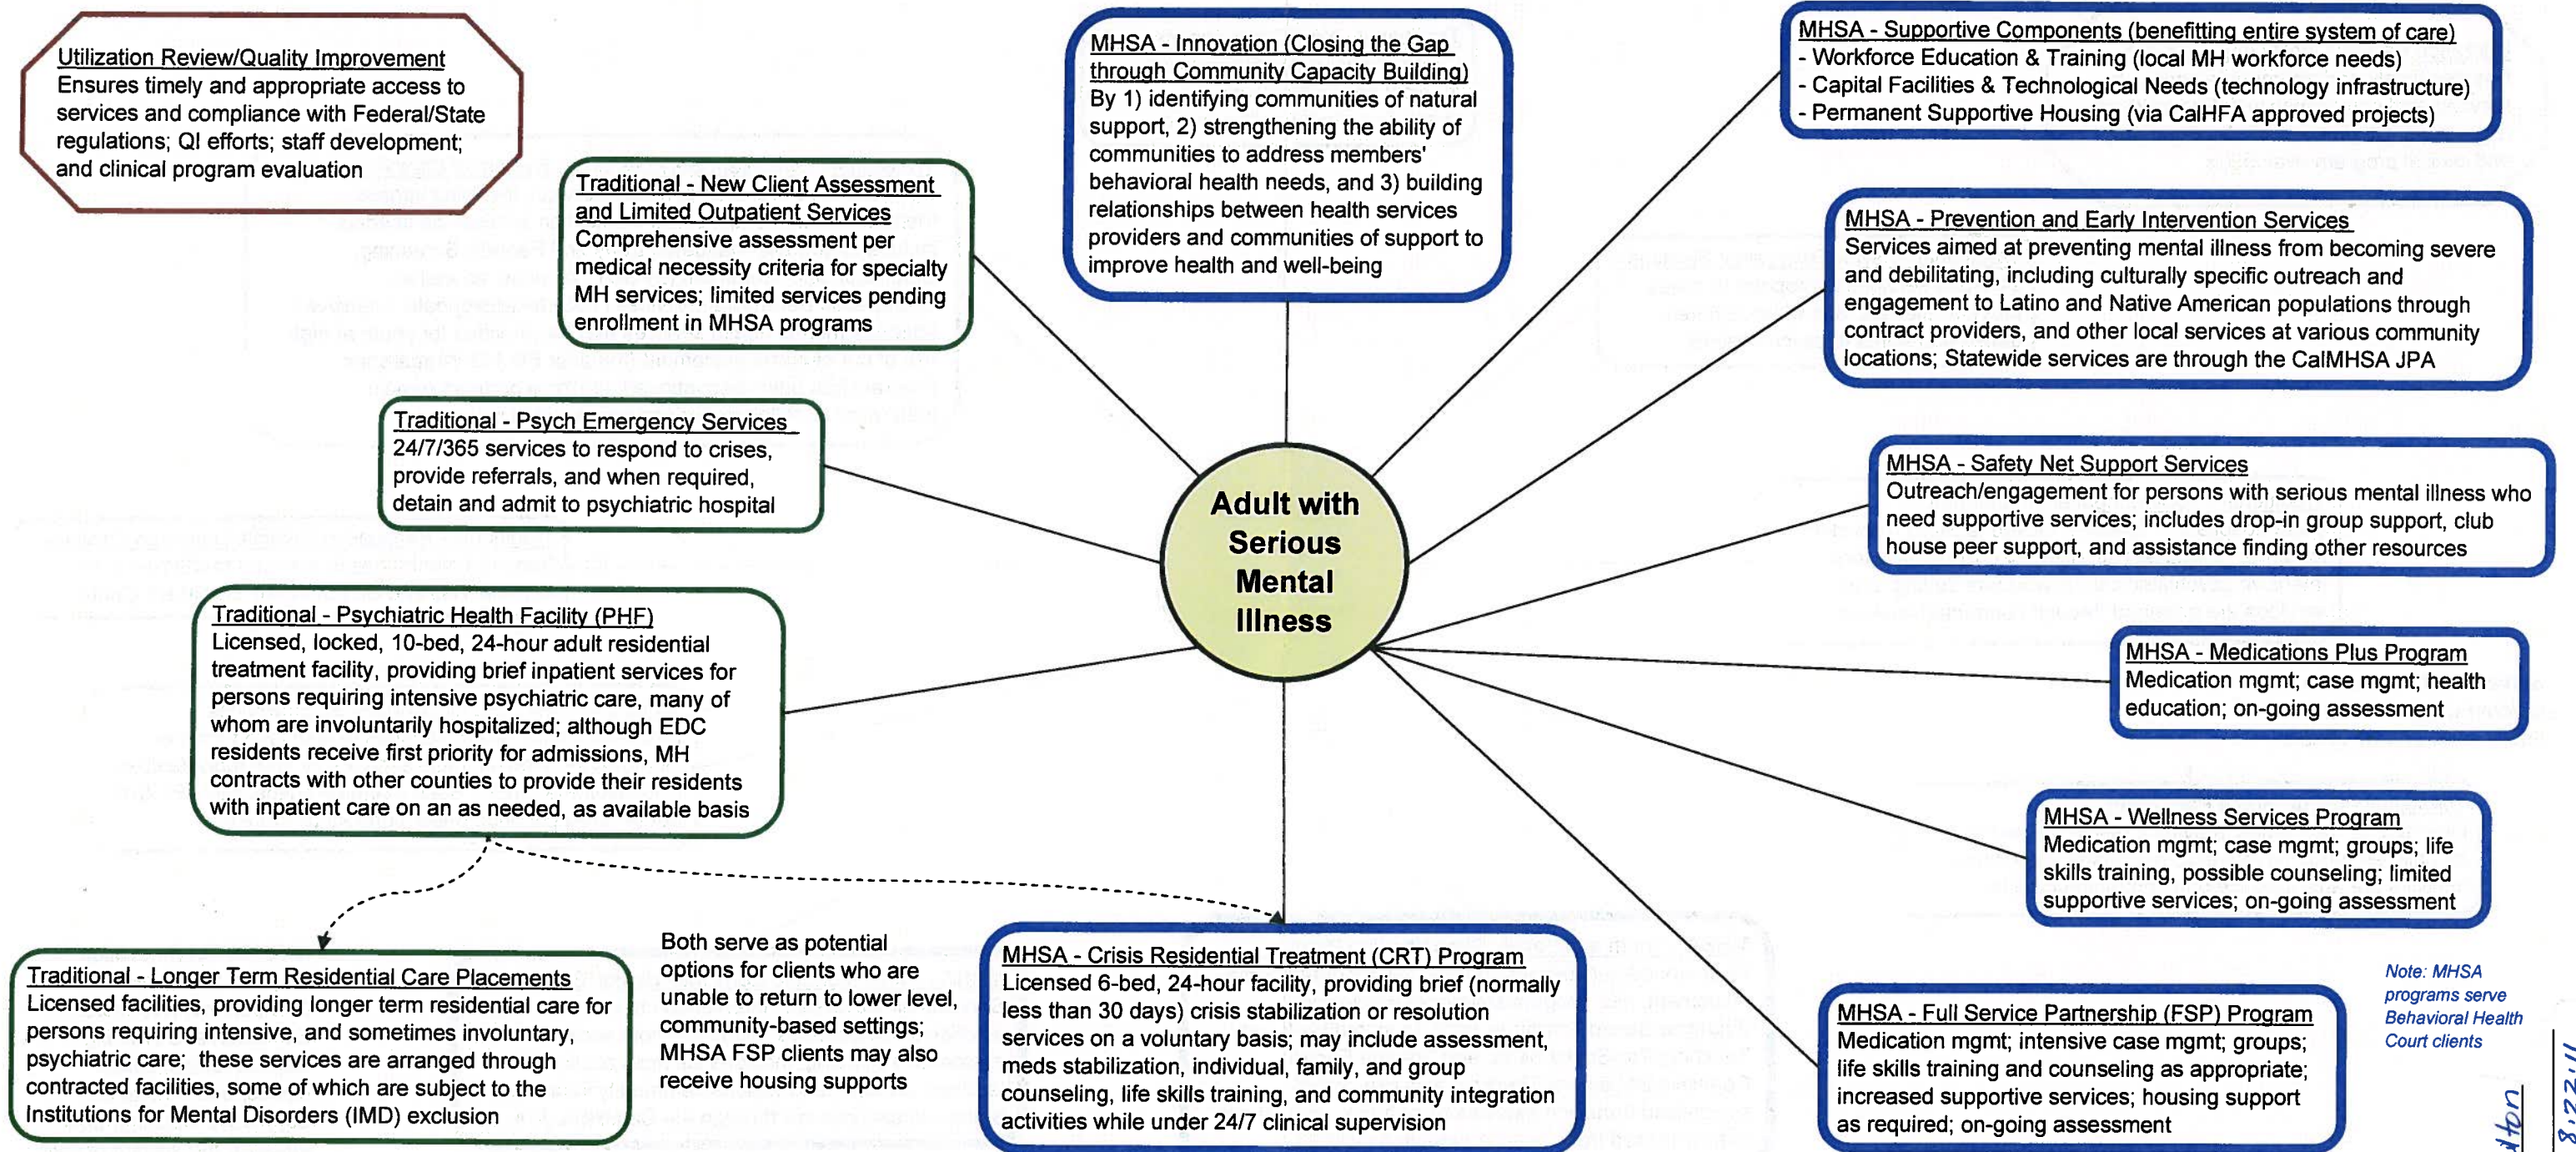 Utilization Review/Quality Improvement
Ensures timely and appropriate access to
services and compliance with Federal/State
regulations; QI efforts; staff development;
and clinical program evaluation
Traditional - New Client Assessment
and Limited Outpatient Services
Comprehensive assessment per
medical necessity criteria for specialty
MH services; limited services pending
enrollment in MHSA programs
MHSA - Innovation (Closing the Gap
through Community Capacity Building)
By 1) identifying communities of natural
support, 2) strengthening the ability of
communities to address members'
behavioral health needs, and 3) building
relationships between health services
providers and communities of support to
improve health and well-being
MHSA - Supportive Components (benefitting entire system of care)
- Workforce Education & Training (local MH workforce needs)
- Capital Facilities & Technological Needs (technology infrastructure)
- Permanent Supportive Housing (via CalHFA approved projects)
MHSA - Prevention and Early Intervention Services
Services aimed at preventing mental illness from becoming severe
and debilitating, including culturally specific outreach and
engagement to Latino and Native American populations through
contract providers, and other local services at various community
locations; Statewide services are through the CalMHSA JPA
Traditional - Psych Emergency Services
24/7/365 services to respond to crises,
provide referrals, and when required,
detain and admit to psychiatric hospital
Adult with
Serious
Mental
Illness
MHSA - Safety Net Support Services
Outreach/engagement for persons with serious mental illness who
need supportive services; includes drop-in group support, club
house peer support, and assistance finding other resources
Traditional - Psychiatric Health Facility (PHF)
Licensed, locked, 10-bed, 24-hour adult residential
treatment facility, providing brief inpatient services for
persons requiring intensive psychiatric care, many of
whom are involuntarily hospitalized; although EDC
residents receive first priority for admissions, MH
contracts with other counties to provide their residents
with inpatient care on an as needed, as available basis
MHSA - Medications Plus Program
Medication mgmt; case mgmt; health
education; on-going assessment
MHSA - Wellness Services Program
Medication mgmt; case mgmt; groups; life
skills training, possible counseling; limited
supportive services; on-going assessment
Traditional - Longer Term Residential Care Placements
Licensed facilities, providing longer term residential care for
persons requiring intensive, and sometimes involuntary,
psychiatric care; these services are arranged through
contracted facilities, some of which are subject to the
Institutions for Mental Disorders (IMD) exclusion
Both serve as potential
options for clients who are
unable to return to lower level,
community-based settings;
MHSA FSP clients may also
receive housing supports
MHSA - Crisis Residential Treatment (CRT) Program
Licensed 6-bed, 24-hour facility, providing brief (normally
less than 30 days) crisis stabilization or resolution
services on a voluntary basis; may include assessment,
meds stabilization, individual, family, and group
counseling, life skills training, and community integration
activities while under 24/7 clinical supervision
MHSA - Full Service Partnership (FSP) Program
Medication mgmt; intensive case mgmt; groups;
life skills training and counseling as appropriate;
increased supportive services; housing support
as required; on-going assessment
Note: MHSA
programs serve
Behavioral Health
Court clients